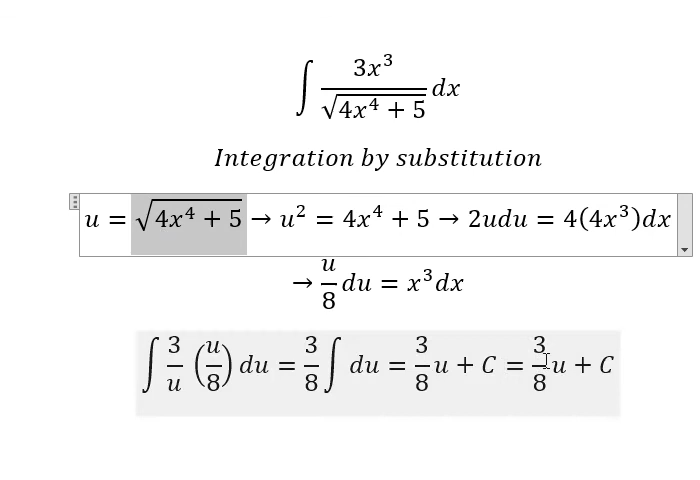 ∫ 3x³/√(4x⁴ + 5) dx
Integration by substitution
u = √(4x⁴ + 5) → u² = 4x⁴ + 5 → 2udu = 4(4x³)dx
→ u/8 du = x³dx
∫ 3/u (u/8) du = 3/8 ∫ du = 3/8 u + C = 3/8 u + C